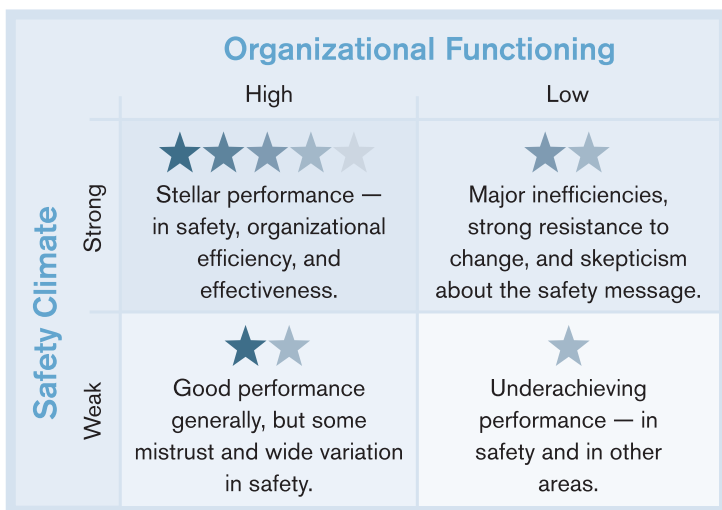 Organizational Functioning
High
Low
Safety Climate
Strong
Stellar performance —
in safety, organizational
efficiency, and
effectiveness.
Major inefficiencies,
strong resistance to
change, and skepticism
about the safety message.
Weak
Good performance
generally, but some
mistrust and wide variation
in safety.
Underachieving
performance — in
safety and in other
areas.